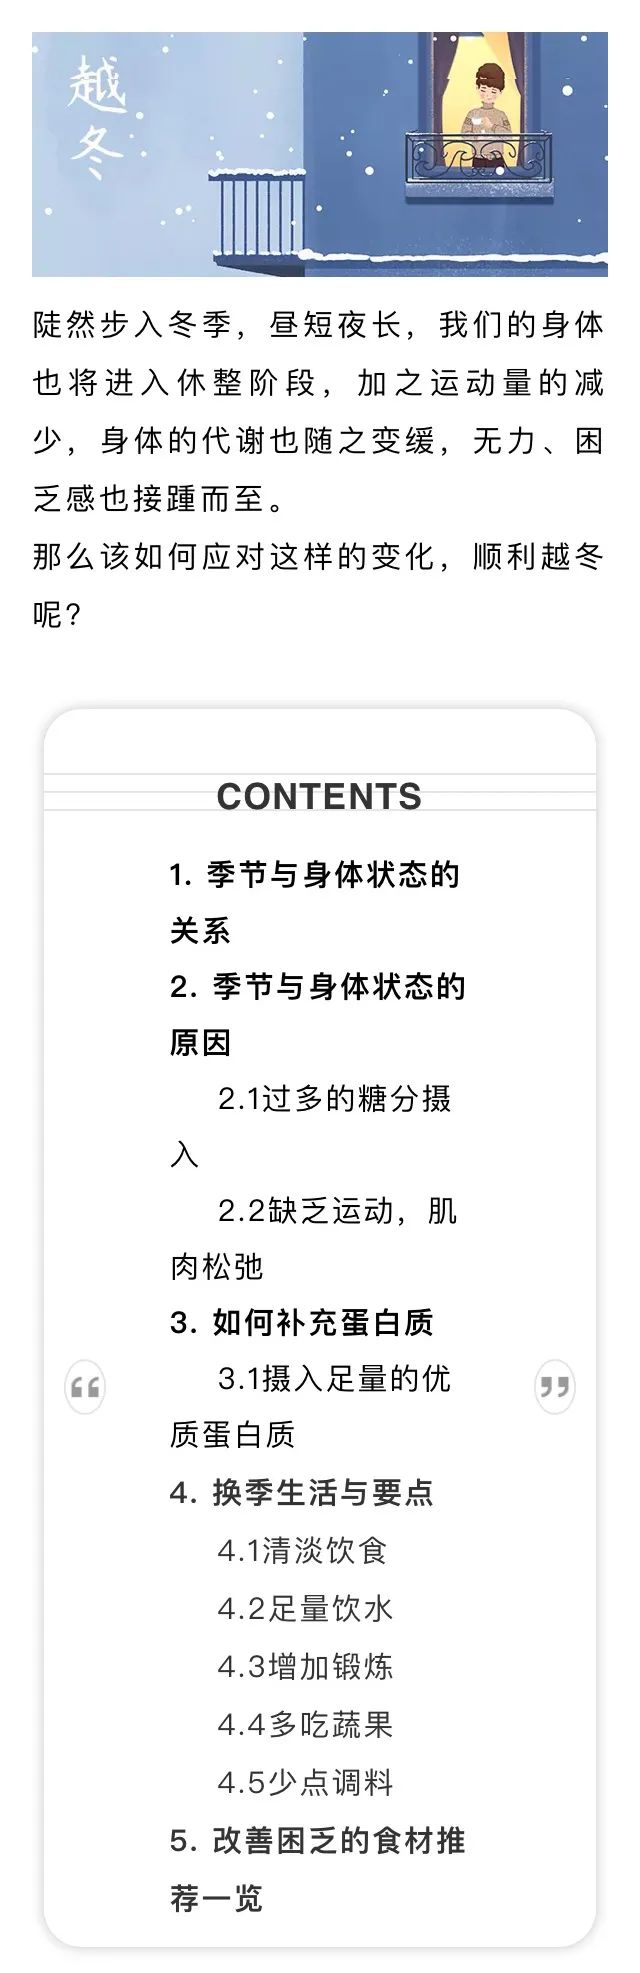 越
冬
陡然步入冬季，昼短夜长，我们的身体
也将进入休整阶段，加之运动量的减
少，身体的代谢也随之变缓，无力、困
乏感也接踵而至。
那么该如何应对这样的变化，顺利越冬
呢？
CONTENTS
1. 季节与身体状态的
关系
2. 季节与身体状态的
原因
2.1过多的糖分摄
入
2.2缺乏运动，肌
肉松弛
3. 如何补充蛋白质
3.1摄入足量的优
质蛋白质
4. 换季生活与要点
4.1清淡饮食
4.2足量饮水
4.3增加锻炼
4.4多吃蔬果
4.5少点调料
5. 改善困乏的食材推
荐一览